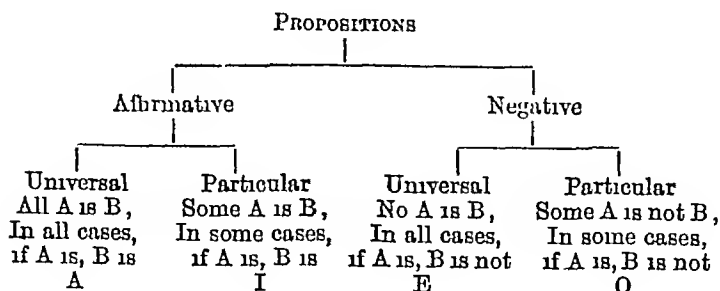 PROPOSITIONS
Affirmative Negative
Universal Particular Universal Particular
All A is B, Some A is B, No A is B, Some A is not B,
In all cases, In some cases, In all cases, In some cases,
if A is, B is if A is, B is if A is, B is not if A is, B is not
A I E O